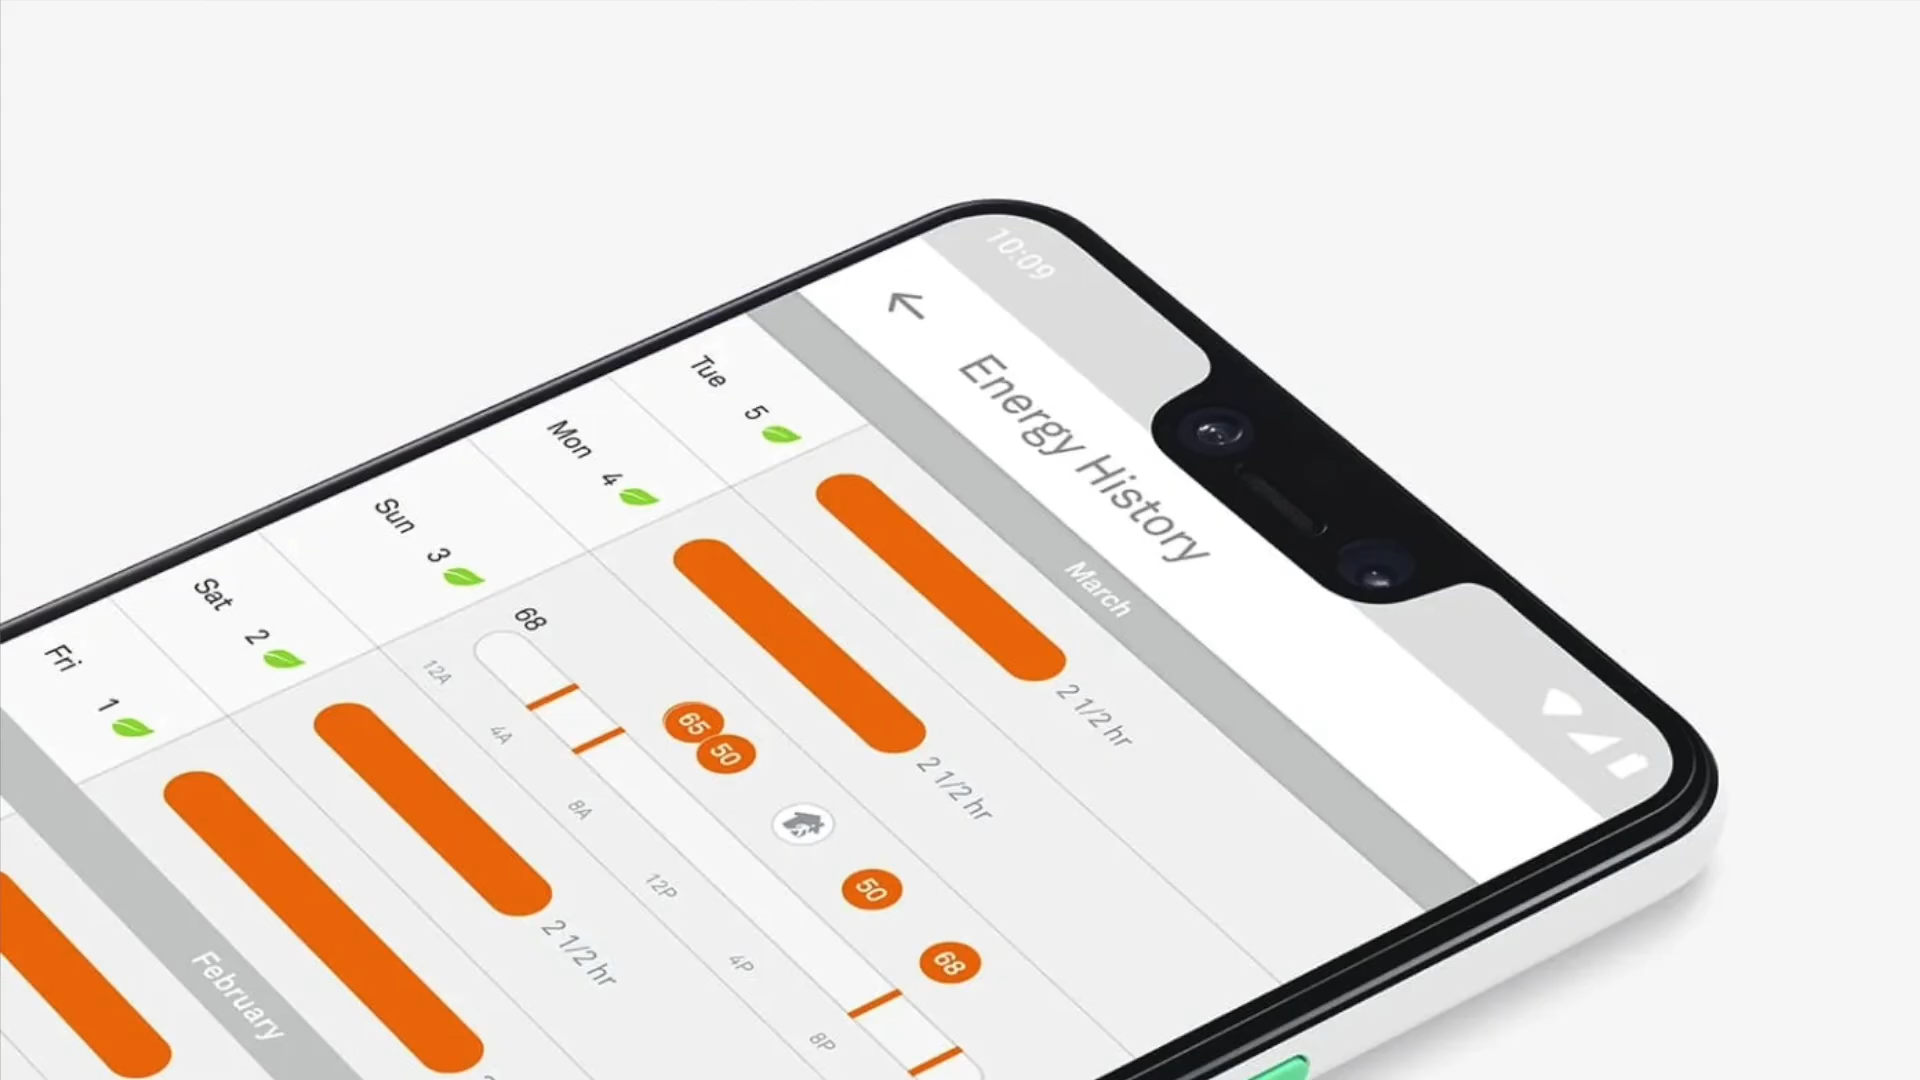 10:09
Energy History
March
Tue 5
2 1/2 hr
Mon 4
2 1/2 hr
Sun 3
68
12A 4A 8A 12P 4P 8P
65 50 50 68
Sat 2
2 1/2 hr
Fri 1
February